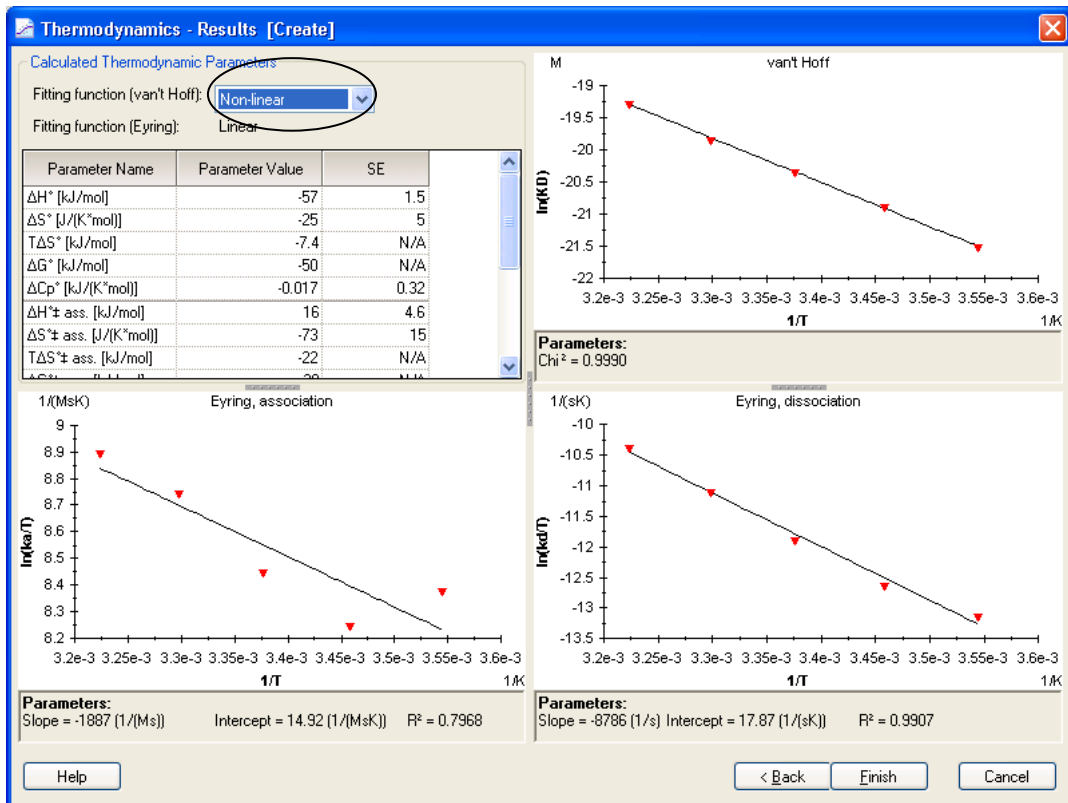 Thermodynamics - Results [Create]
Calculated Thermodynamic Parameters
Fitting function (van't Hoff): Non-linear
Fitting function (Eyring): Linear
Parameter Name Parameter Value SE
ΔH° [kJ/mol] -57 1.5
ΔS° [J/(K*mol)] -25 5
TΔS° [kJ/mol] -7.4 N/A
ΔG° [kJ/mol] -50 N/A
ΔCp° [kJ/(K*mol)] -0.017 0.32
ΔH°‡ ass. [kJ/mol] 16 4.6
ΔS°‡ ass. [J/(K*mol)] -73 15
TΔS°‡ ass. [kJ/mol] -22 N/A
M van't Hoff
-19
-19.5
-20
-20.5
-21
-21.5
-22
ln(KD)
3.2e-3 3.25e-3 3.3e-3 3.35e-3 3.4e-3 3.45e-3 3.5e-3 3.55e-3 3.6e-3
1/T 1/K
Parameters:
Chi² = 0.9990
1/(MsK) Eyring, association
9
8.9
8.8
8.7
8.6
8.5
8.4
8.3
8.2
ln(ka/T)
3.2e-3 3.25e-3 3.3e-3 3.35e-3 3.4e-3 3.45e-3 3.5e-3 3.55e-3 3.6e-3
1/T 1/K
Parameters:
Slope = -1887 (1/(Ms)) Intercept = 14.92 (1/(MsK)) R² = 0.7968
1/(sK) Eyring, dissociation
-10
-10.5
-11
-11.5
-12
-12.5
-13
-13.5
ln(kd/T)
3.2e-3 3.25e-3 3.3e-3 3.35e-3 3.4e-3 3.45e-3 3.5e-3 3.55e-3 3.6e-3
1/T 1/K
Parameters:
Slope = -8786 (1/s) Intercept = 17.87 (1/(sK)) R² = 0.9907
Help
< Back
Finish
Cancel